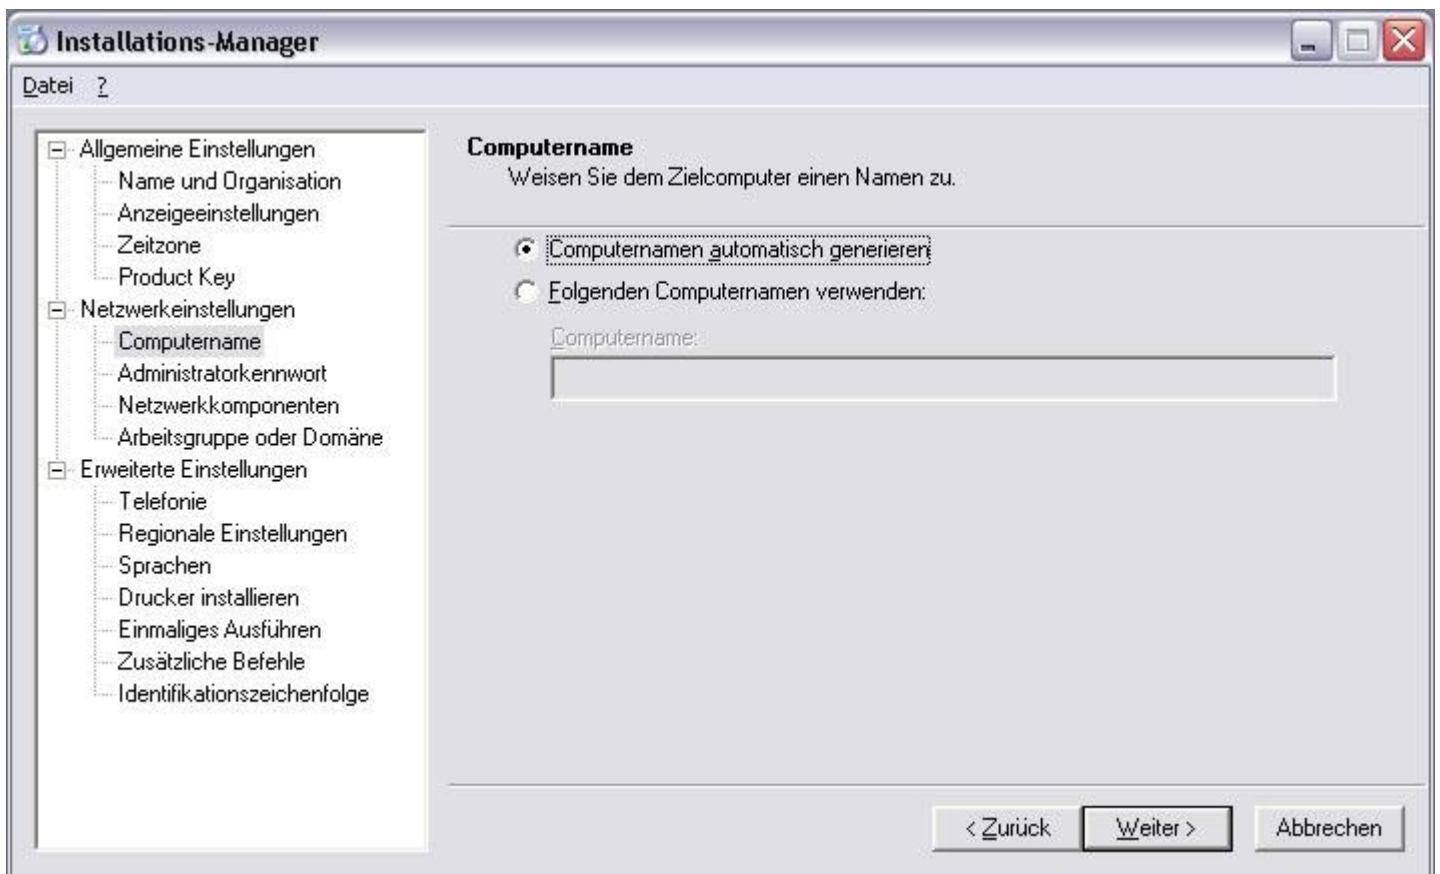 Installations-Manager
Datei ?
Allgemeine Einstellungen
Name und Organisation
Anzeigeeinstellungen
Zeitzone
Product Key
Netzwerkeinstellungen
Computername
Administratorkennwort
Netzwerkkomponenten
Arbeitsgruppe oder Domäne
Erweiterte Einstellungen
Telefonie
Regionale Einstellungen
Sprachen
Drucker installieren
Einmaliges Ausführen
Zusätzliche Befehle
Identifikationszeichenfolge
Computername
Weisen Sie dem Zielcomputer einen Namen zu.
Computernamen automatisch generieren
Folgenden Computernamen verwenden:
Computername:
< Zurück
Weiter >
Abbrechen